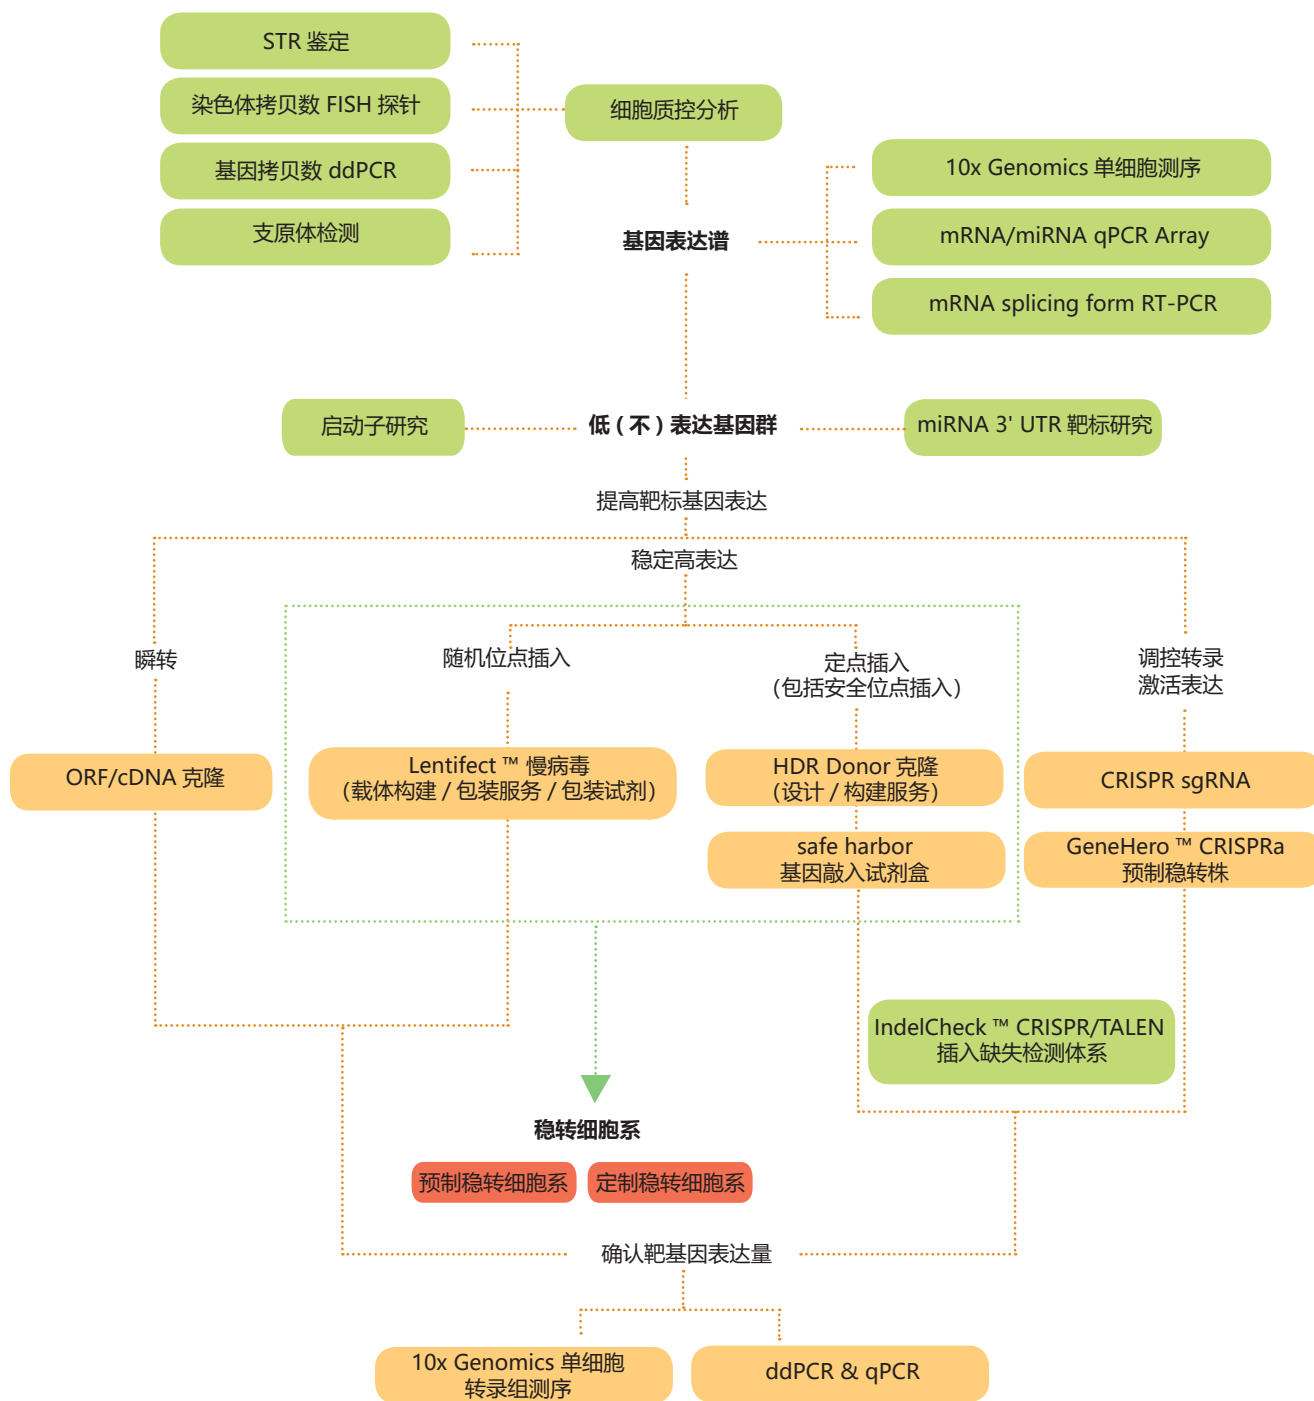 STR 鉴定
染色体拷贝数 FISH 探针
基因拷贝数 ddPCR
支原体检测
细胞质控分析
10x Genomics 单细胞测序
mRNA/miRNA qPCR Array
mRNA splicing form RT-PCR
基因表达谱
启动子研究
低（不）表达基因群
miRNA 3' UTR 靶标研究
提高靶标基因表达
稳定高表达
瞬转
随机位点插入
定点插入
（包括安全位点插入）
调控转录
激活表达
ORF/cDNA 克隆
Lentifect ™ 慢病毒
（载体构建 / 包装服务 / 包装试剂）
HDR Donor 克隆
（设计 / 构建服务）
safe harbor
基因敲入试剂盒
CRISPR sgRNA
GeneHero ™ CRISPRa
预制稳转株
IndelCheck ™ CRISPR/TALEN
插入缺失检测体系
稳转细胞系
预制稳转细胞系
定制稳转细胞系
确认靶基因表达量
10x Genomics 单细胞
转录组测序
ddPCR & qPCR